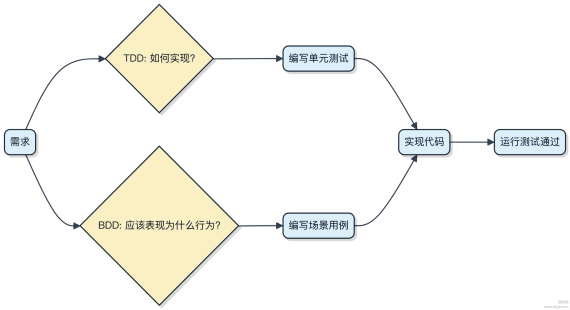 TDD: 如何实现?
编写单元测试
需求
实现代码
运行测试通过
BDD: 应该表现为什么行为?
编写场景用例